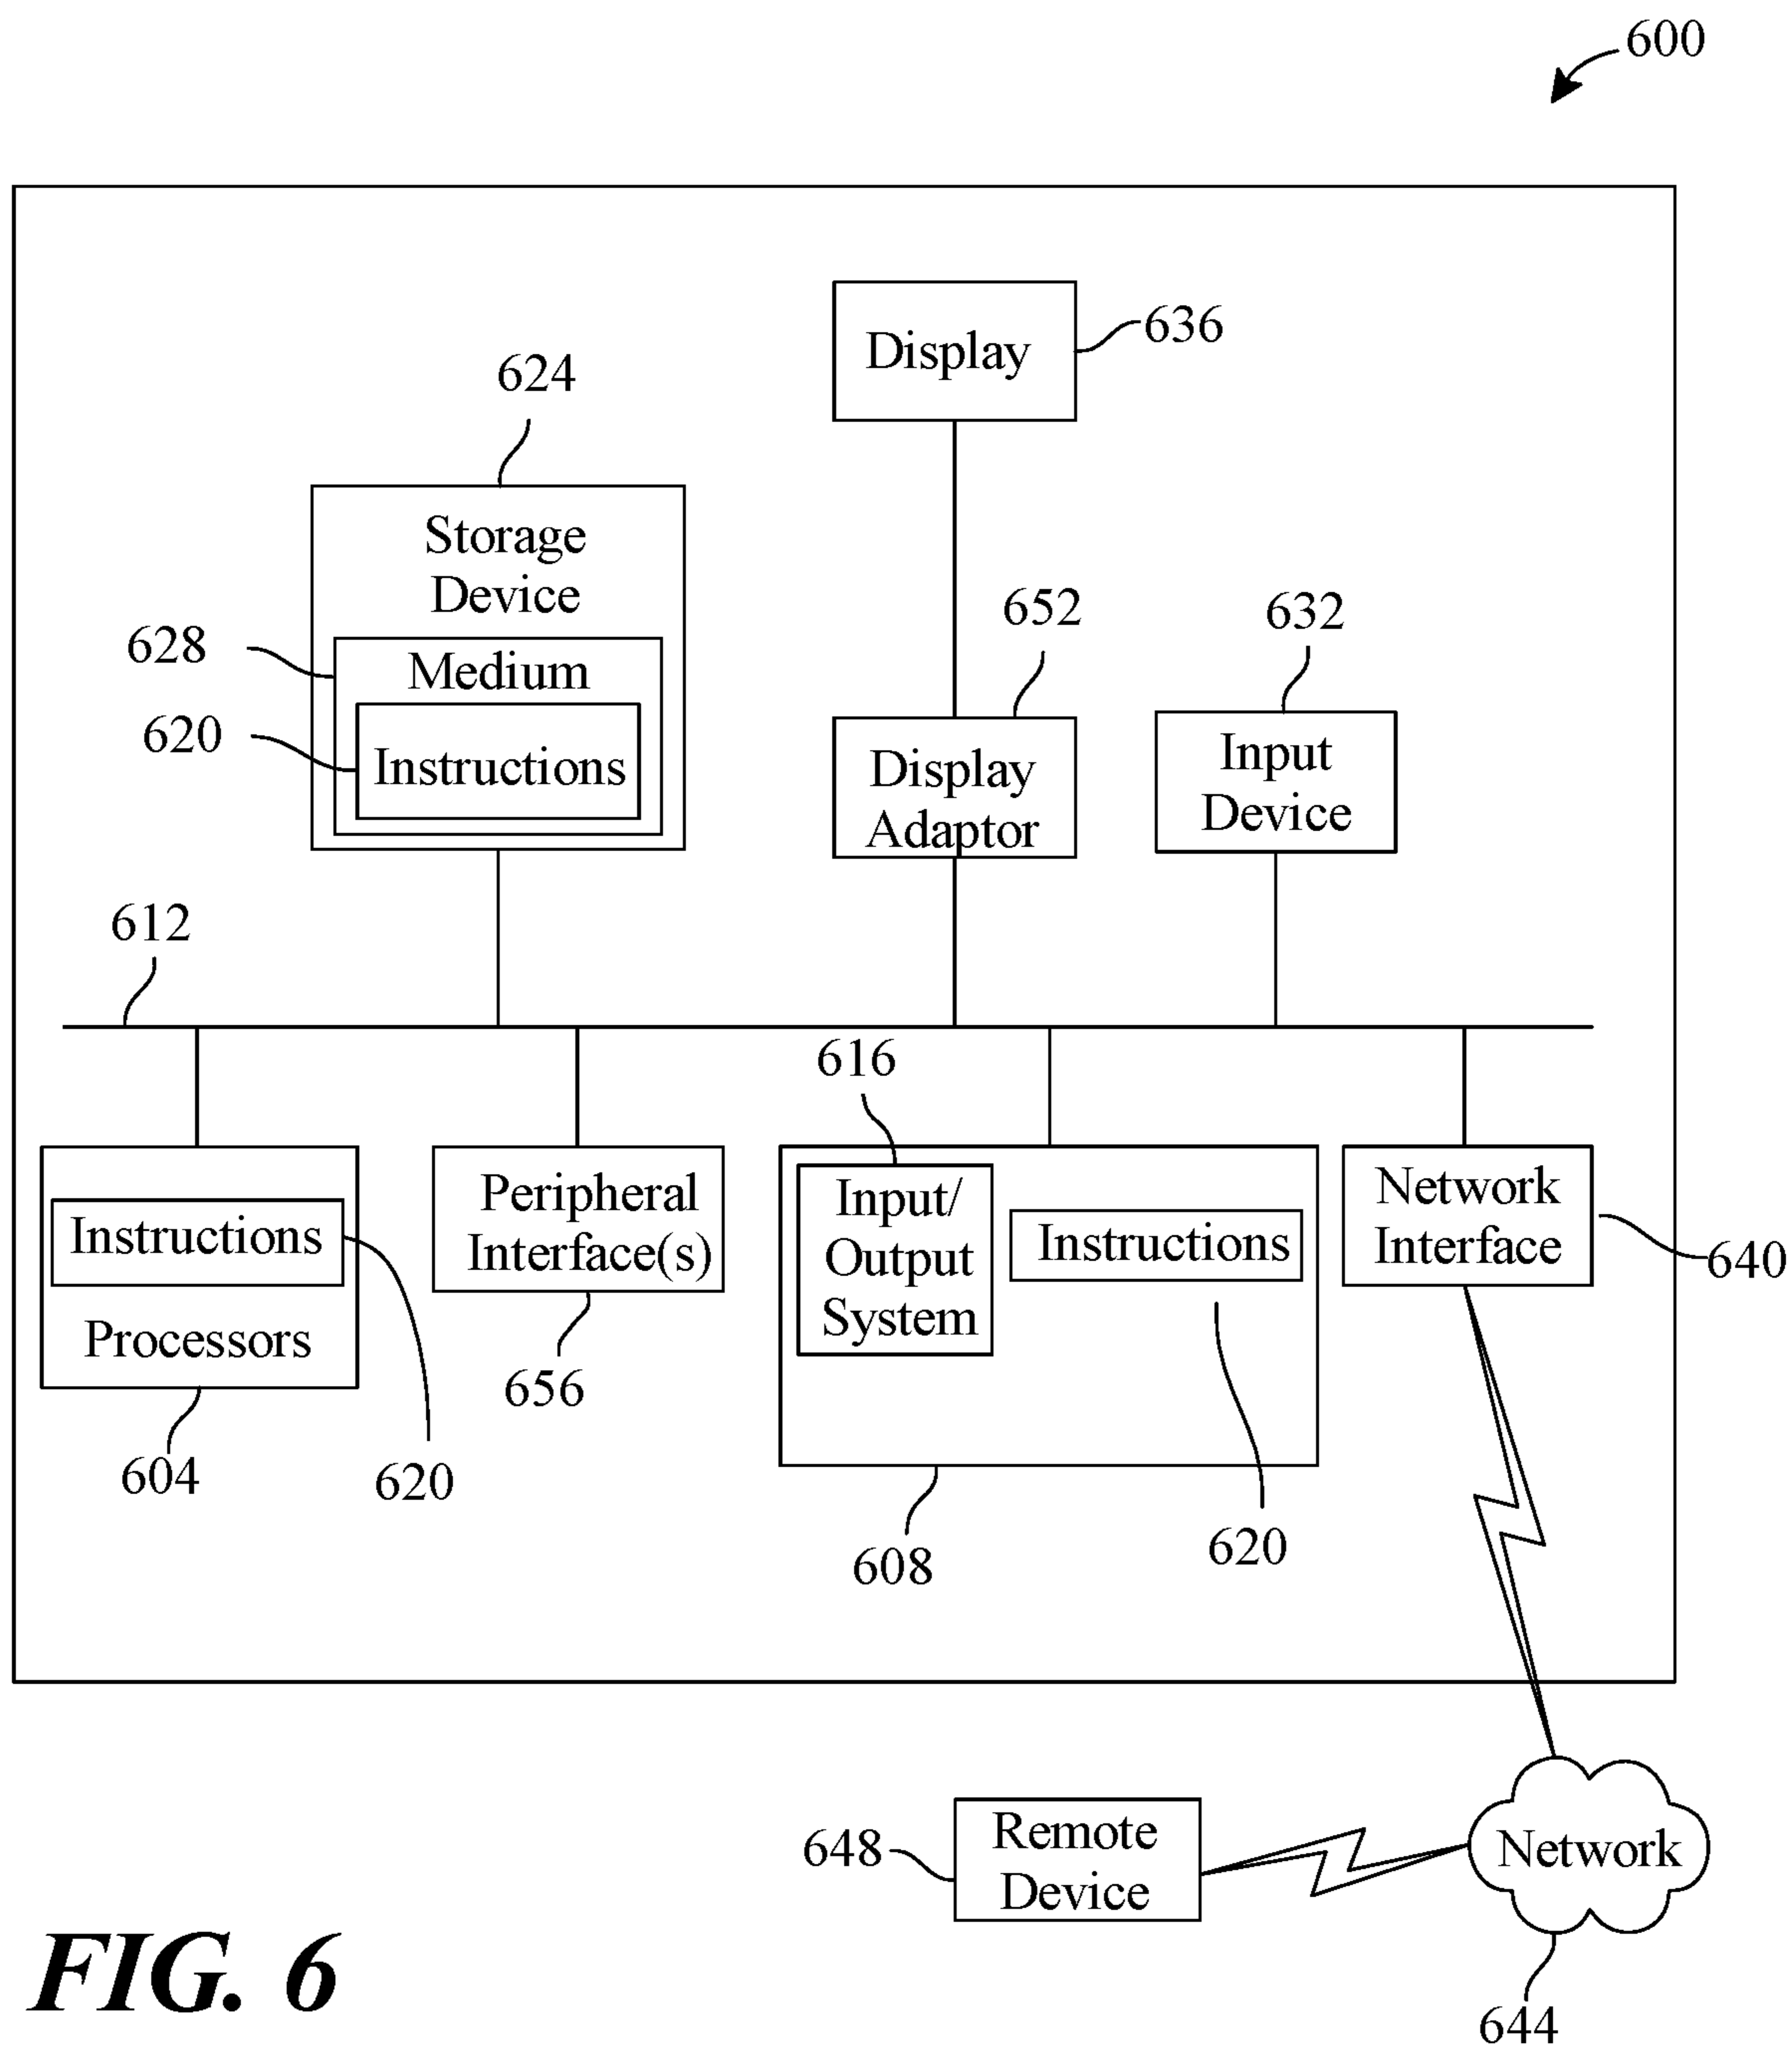 600
Display
636
624
Storage
Device
652
632
628
Medium
620
Instructions
Display
Adaptor
Input
Device
612
616
Instructions
Processors
Peripheral
Interface(s)
Input/
Output
System
Instructions
Network
Interface
640
656
604
620
608
620
648
Remote
Device
Network
644
FIG. 6